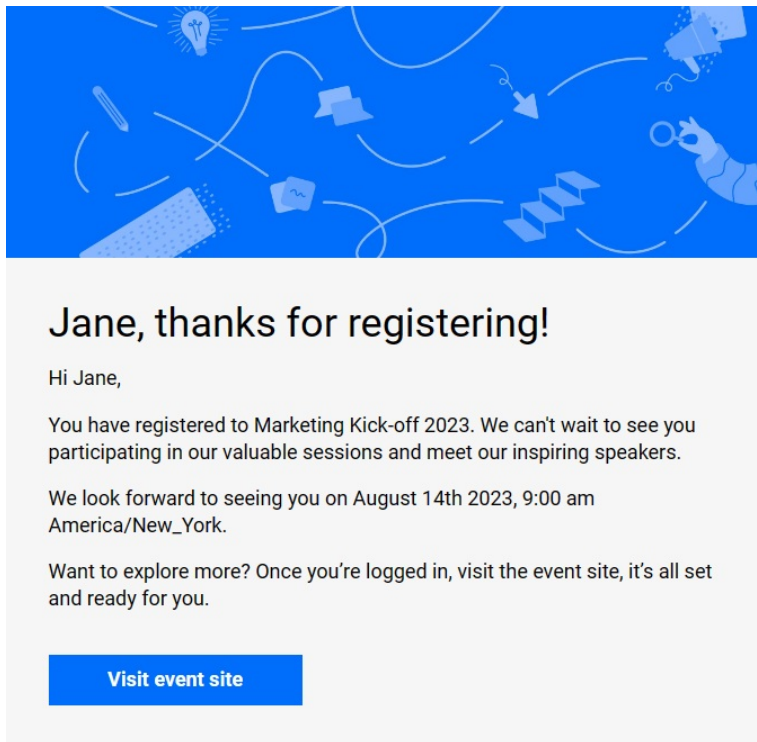 Jane, thanks for registering!
Hi Jane,
You have registered to Marketing Kick-off 2023. We can't wait to see you
participating in our valuable sessions and meet our inspiring speakers.
We look forward to seeing you on August 14th 2023, 9:00 am
America/New_York.
Want to explore more? Once you’re logged in, visit the event site, it’s all set
and ready for you.
Visit event site